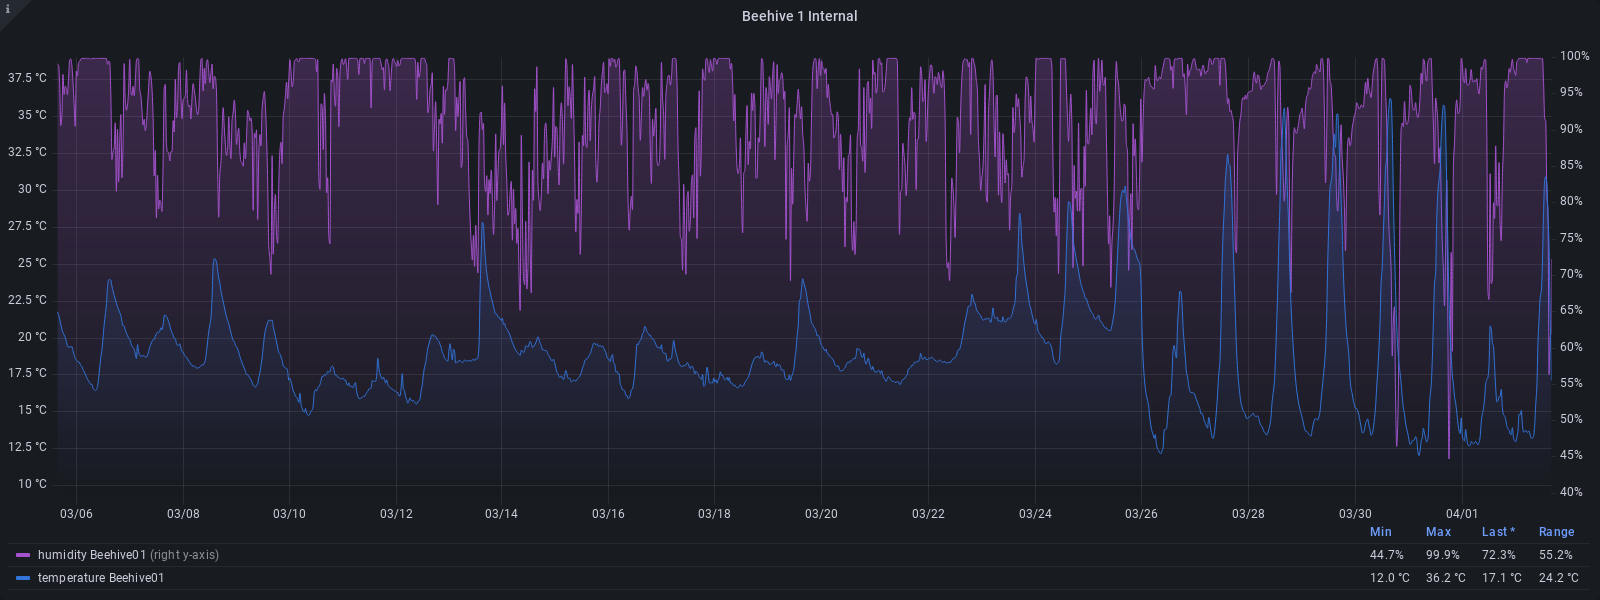 i
Beehive 1 Internal
37.5 °C
35 °C
32.5 °C
30 °C
27.5 °C
25 °C
22.5 °C
20 °C
17.5 °C
15 °C
12.5 °C
10 °C
100%
95%
90%
85%
80%
75%
70%
65%
60%
55%
50%
45%
40%
03/06 03/08 03/10 03/12 03/14 03/16 03/18 03/20 03/22 03/24 03/26 03/28 03/30 04/01
Min Max Last * Range
humidity Beehive01 (right y-axis) 44.7% 99.9% 72.3% 55.2%
temperature Beehive01 12.0 °C 36.2 °C 17.1 °C 24.2 °C